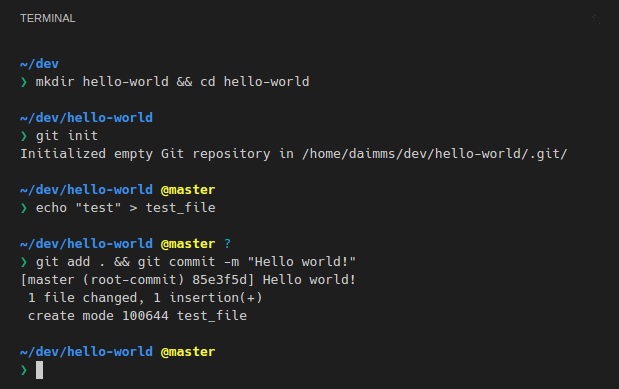 TERMINAL
~/dev
❯ mkdir hello-world && cd hello-world
~/dev/hello-world
❯ git init
Initialized empty Git repository in /home/daimms/dev/hello-world/.git/
~/dev/hello-world @master
❯ echo "test" > test_file
~/dev/hello-world @master ?
❯ git add . && git commit -m "Hello world!"
[master (root-commit) 85e3f5d] Hello world!
 1 file changed, 1 insertion(+)
 create mode 100644 test_file
~/dev/hello-world @master
❯